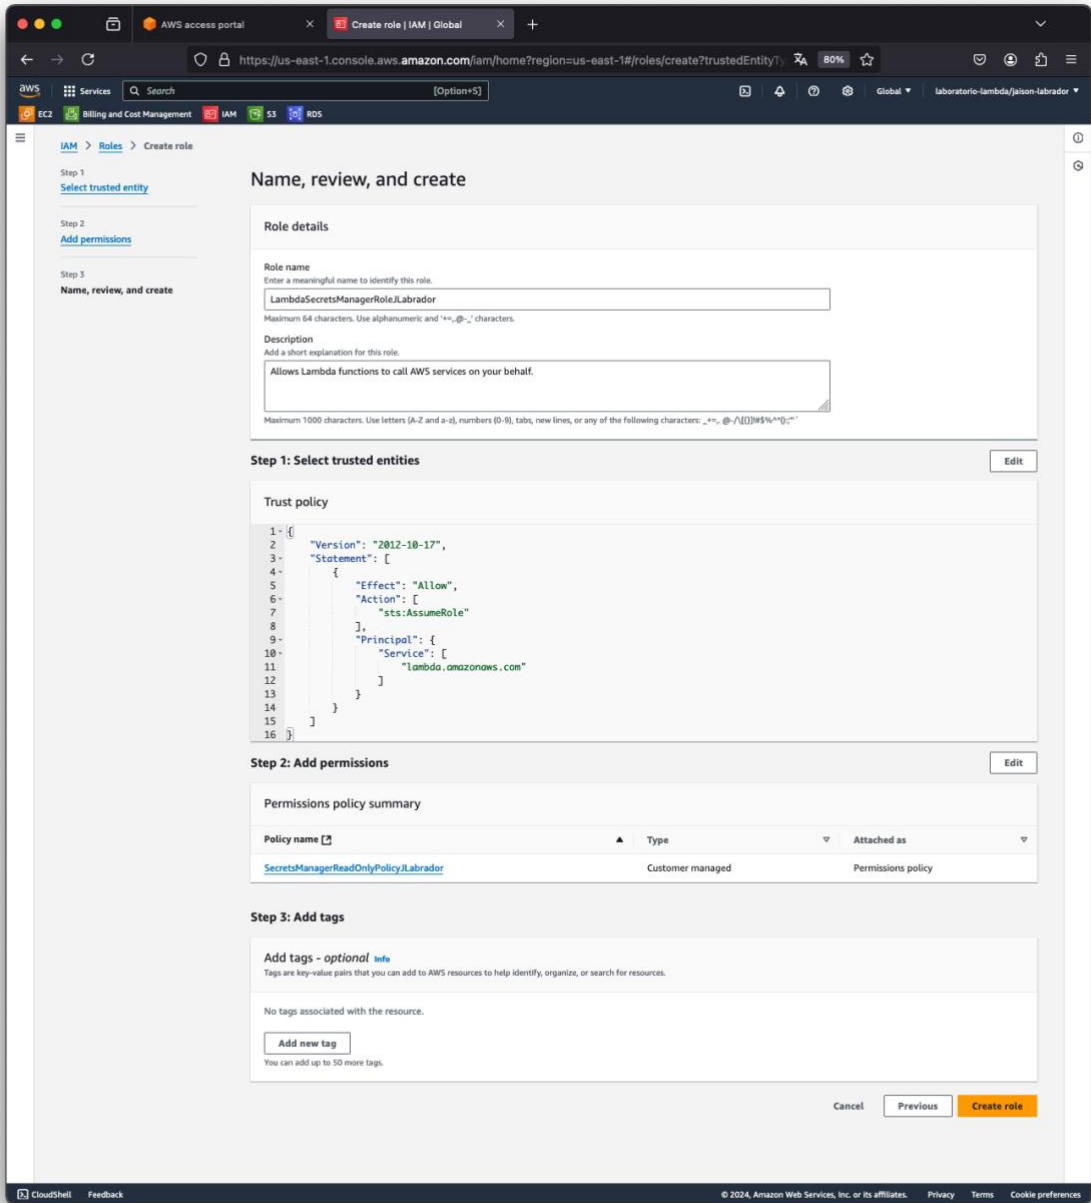 AWS access portal
Create role | IAM | Global
https://us-east-1.console.aws.amazon.com/iam/home?region=us-east-1#/roles/create?trustedEntityTy
80%
aws
Services
Search
[Option+S]
Global
laboratorio-lambda/jaison-labrador
EC2
Billing and Cost Management
IAM
S3
RDS
IAM > Roles > Create role
Step 1
Select trusted entity
Step 2
Add permissions
Step 3
Name, review, and create
Name, review, and create
Role details
Role name
Enter a meaningful name to identify this role.
LambdaSecretsManagerRoleJLabrador
Maximum 64 characters. Use alphanumeric and '+=,.@-_' characters.
Description
Add a short explanation for this role.
Allows Lambda functions to call AWS services on your behalf.
Maximum 1000 characters. Use letters (A-Z and a-z), numbers (0-9), tabs, new lines, or any of the following characters:
Step 1: Select trusted entities
Edit
Trust policy
1 {
2 "Version": "2012-10-17",
3 "Statement": [
4 {
5 "Effect": "Allow",
6 "Action": [
7 "sts:AssumeRole"
8 ],
9 "Principal": {
10 "Service": [
11 "lambda.amazonaws.com"
12 ]
13 }
14 }
15 ]
16 }
Step 2: Add permissions
Edit
Permissions policy summary
Policy name
Type
Attached as
SecretsManagerReadOnlyPolicyJLabrador
Customer managed
Permissions policy
Step 3: Add tags
Add tags - optional Info
Tags are key-value pairs that you can add to AWS resources to help identify, organize, or search for resources.
No tags associated with the resource.
Add new tag
You can add up to 50 more tags.
Cancel
Previous
Create role
CloudShell
Feedback
© 2024, Amazon Web Services, Inc. or its affiliates.
Privacy
Terms
Cookie preferences